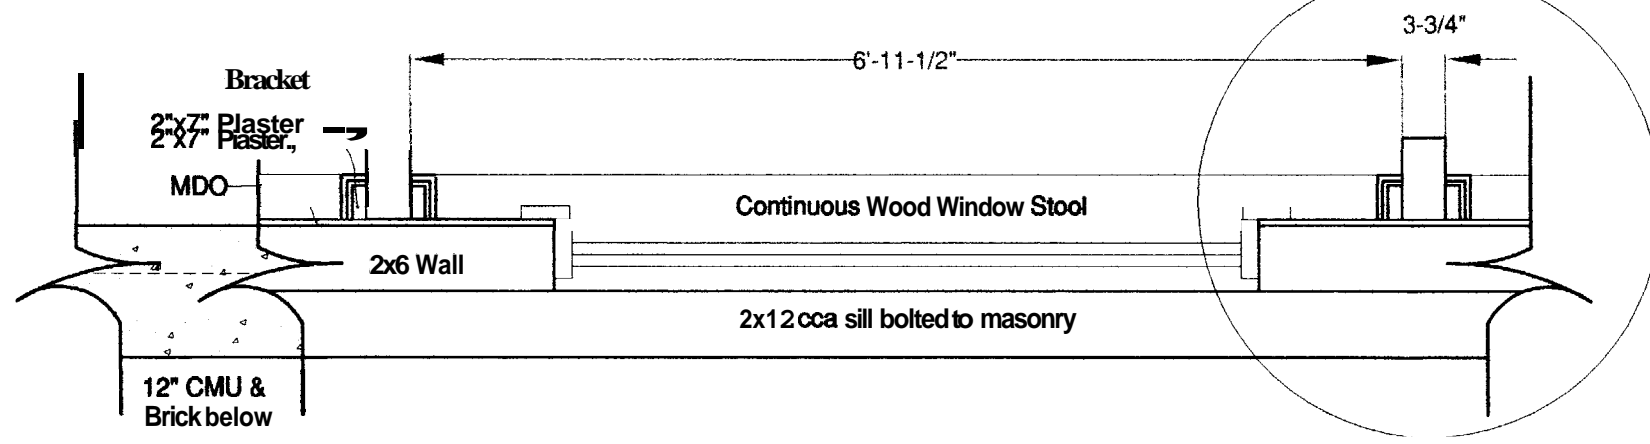 3-3/4"
6'-11-1/2"
Bracket
2"x7" Plaster
2"x7" Piaster.,
MDO
Continuous Wood Window Stool
2x6 Wall
2x12 cca sill bolted to masonry
12" CMU &
Brick below